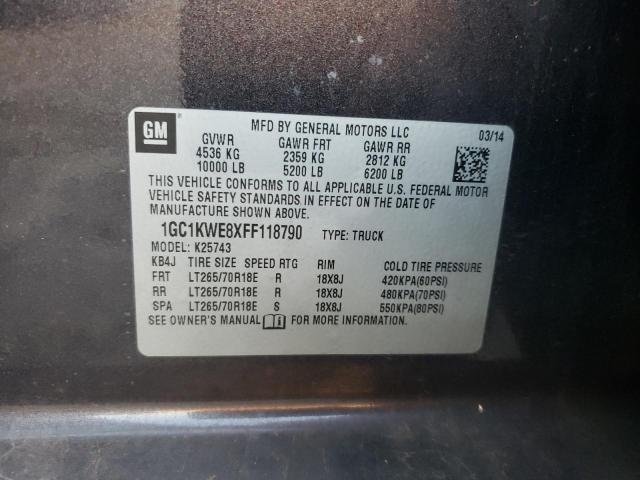 GM
MFD BY GENERAL MOTORS LLC 03/14
GVWR GAWR FRT GAWR RR
4536 KG 2359 KG 2812 KG
10000 LB 5200 LB 6200 LB
THIS VEHICLE CONFORMS TO ALL APPLICABLE U.S. FEDERAL MOTOR
VEHICLE SAFETY STANDARDS IN EFFECT ON THE DATE OF
MANUFACTURE SHOWN ABOVE.
1GC1KWE8XFF118790 TYPE: TRUCK
MODEL: K25743
KB4J TIRE SIZE SPEED RTG RIM COLD TIRE PRESSURE
FRT LT265/70R18E R 18X8J 420KPA(60PSI)
RR LT265/70R18E R 18X8J 480KPA(70PSI)
SPA LT265/70R18E S 18X8J 550KPA(80PSI)
SEE OWNER'S MANUAL FOR MORE INFORMATION.